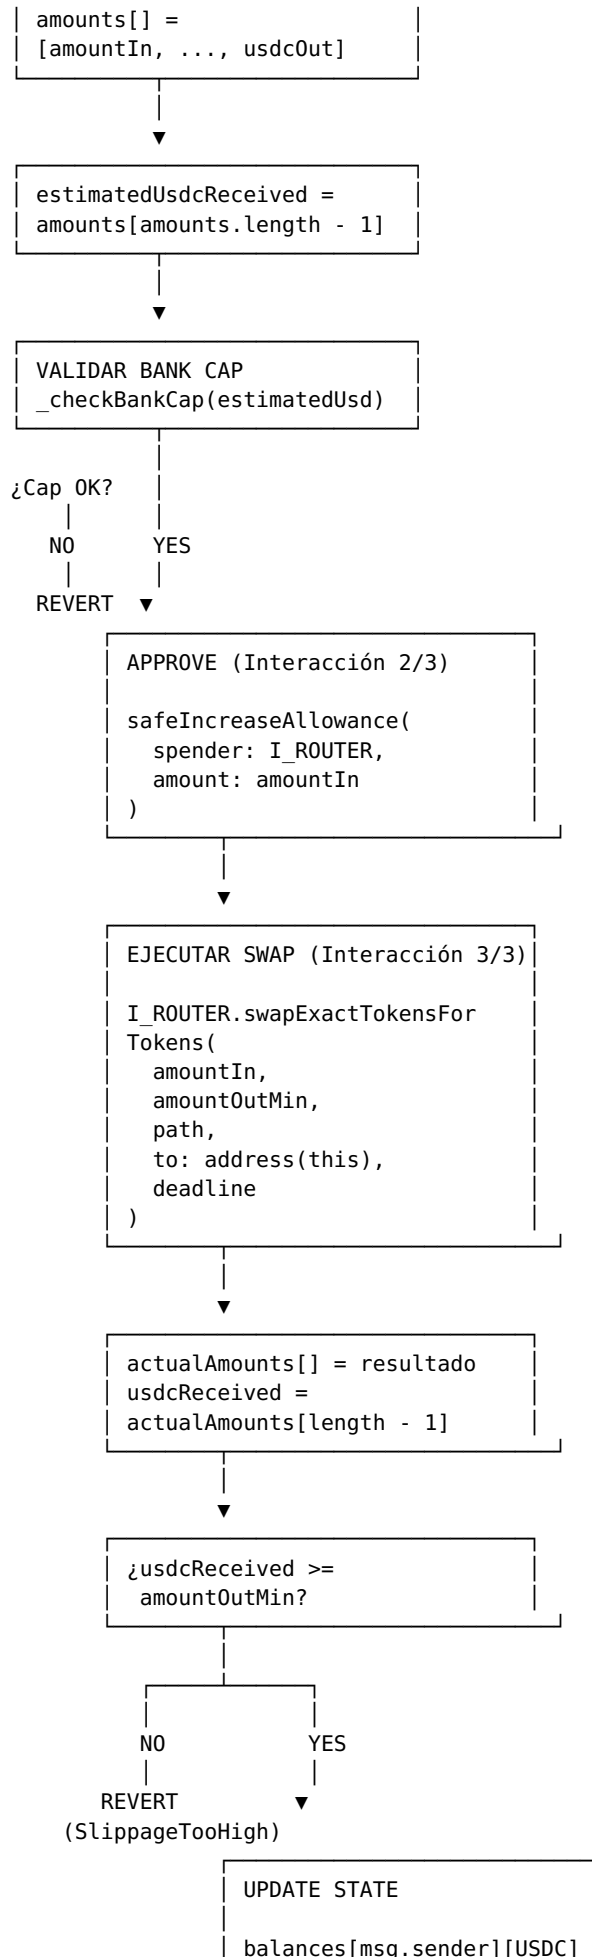 amounts[] =
[amountIn, ..., usdcOut]
estimatedUsdcReceived =
amounts[amounts.length - 1]
VALIDAR BANK CAP
_checkBankCap(estimatedUsd)
¿Cap OK?
NO YES
REVERT
APPROVE (Interacción 2/3)
safeIncreaseAllowance(
spender: I_ROUTER,
amount: amountIn
)
EJECUTAR SWAP (Interacción 3/3)
I_ROUTER.swapExactTokensFor
Tokens(
amountIn,
amountOutMin,
path,
to: address(this),
deadline
)
actualAmounts[] = resultado
usdcReceived =
actualAmounts[length - 1]
¿usdcReceived >=
amountOutMin?
NO YES
REVERT
(SlippageTooHigh)
UPDATE STATE
balances[msg.sender][USDC]